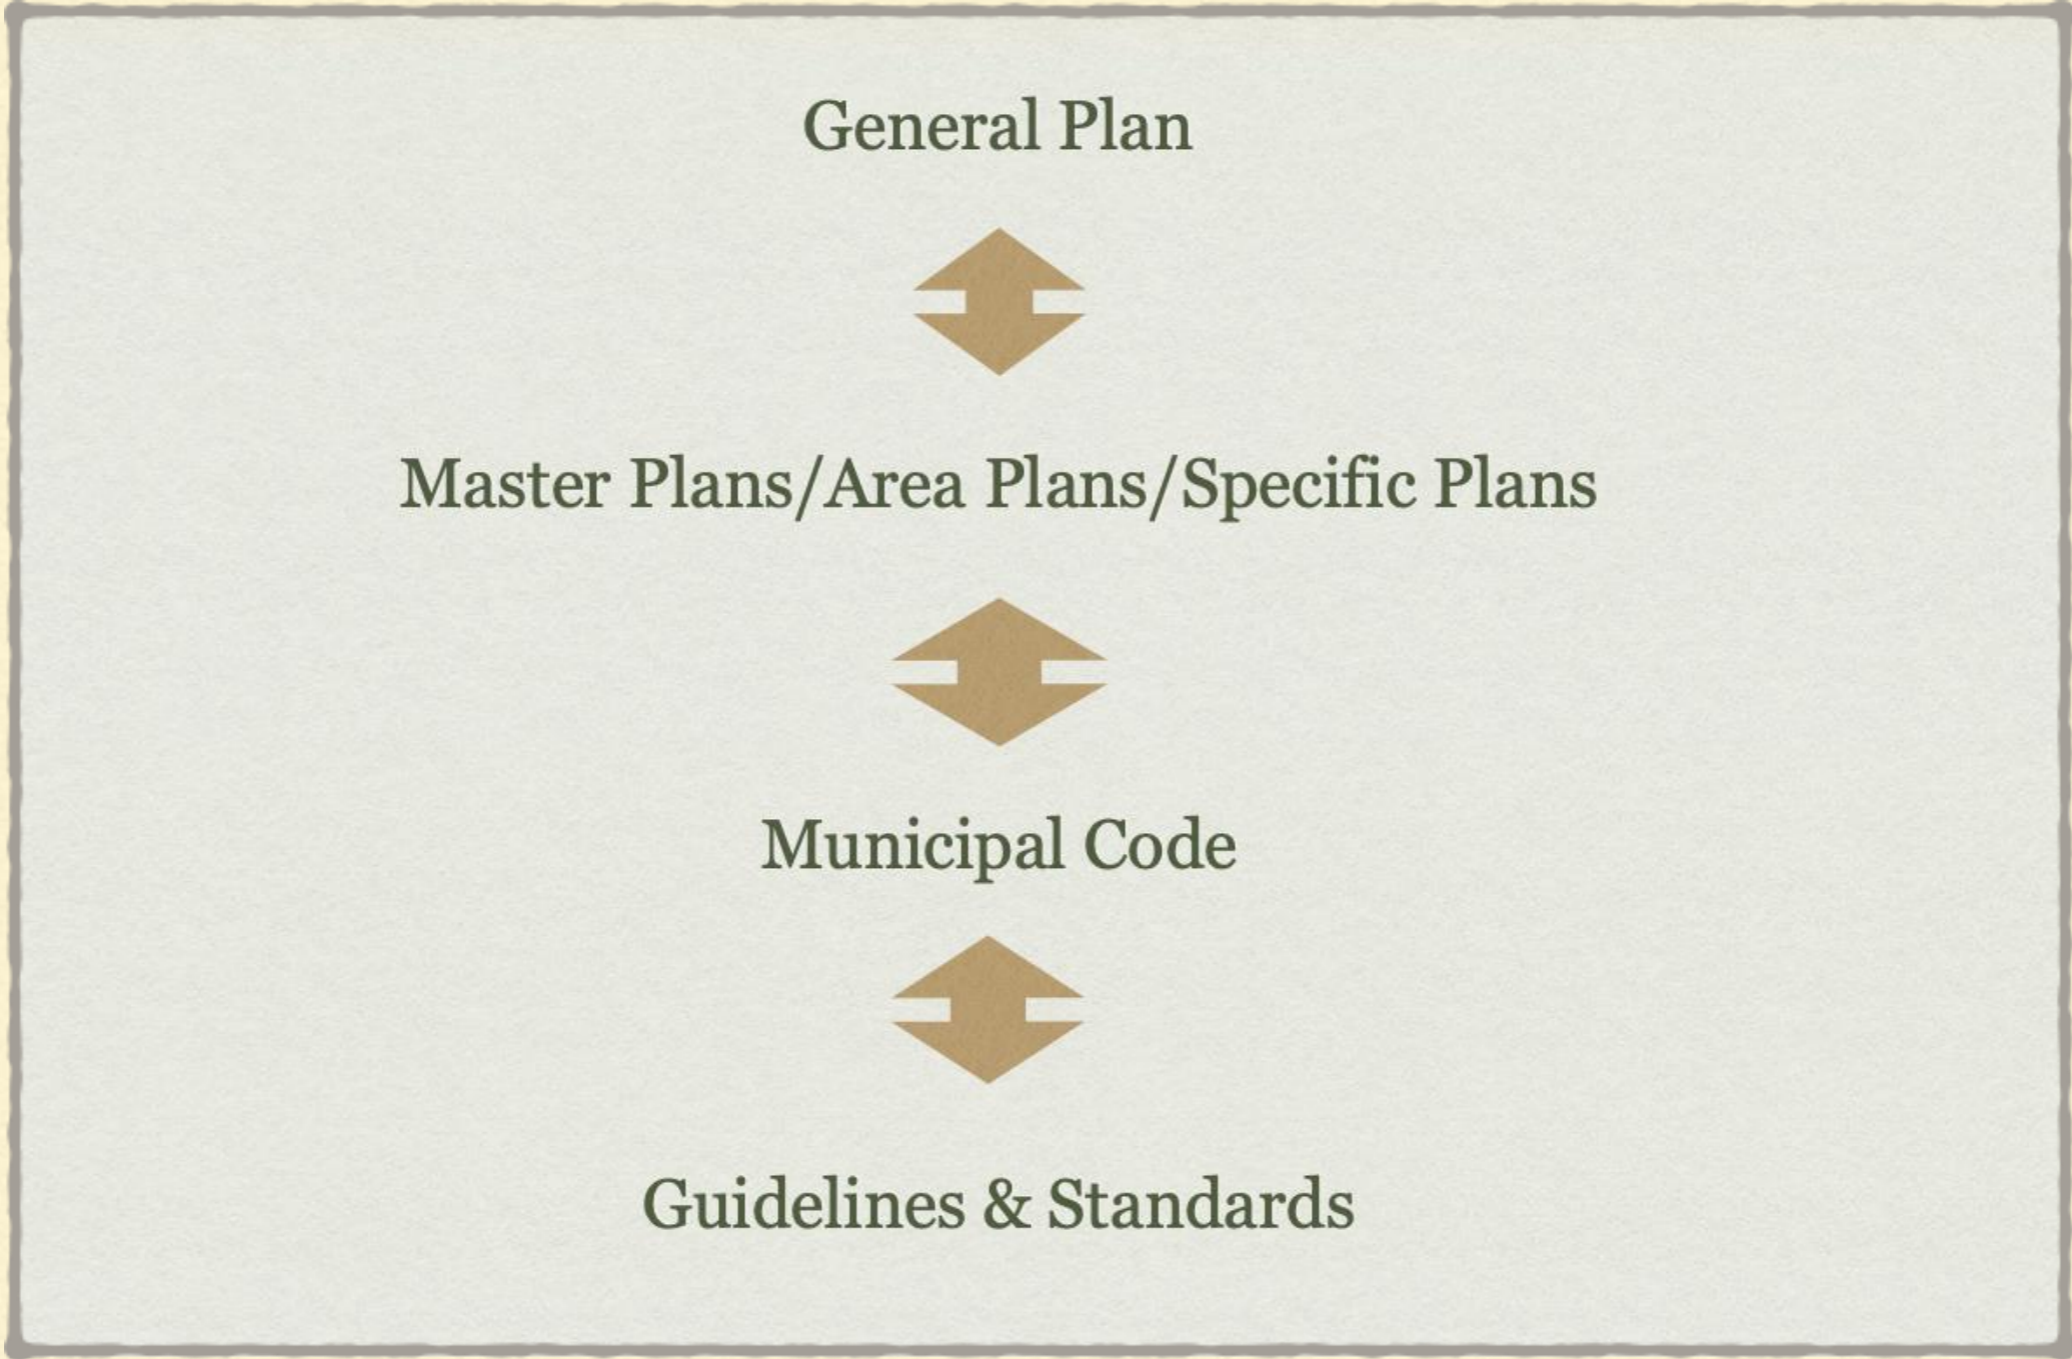 General Plan
Master Plans/Area Plans/Specific Plans
Municipal Code
Guidelines & Standards